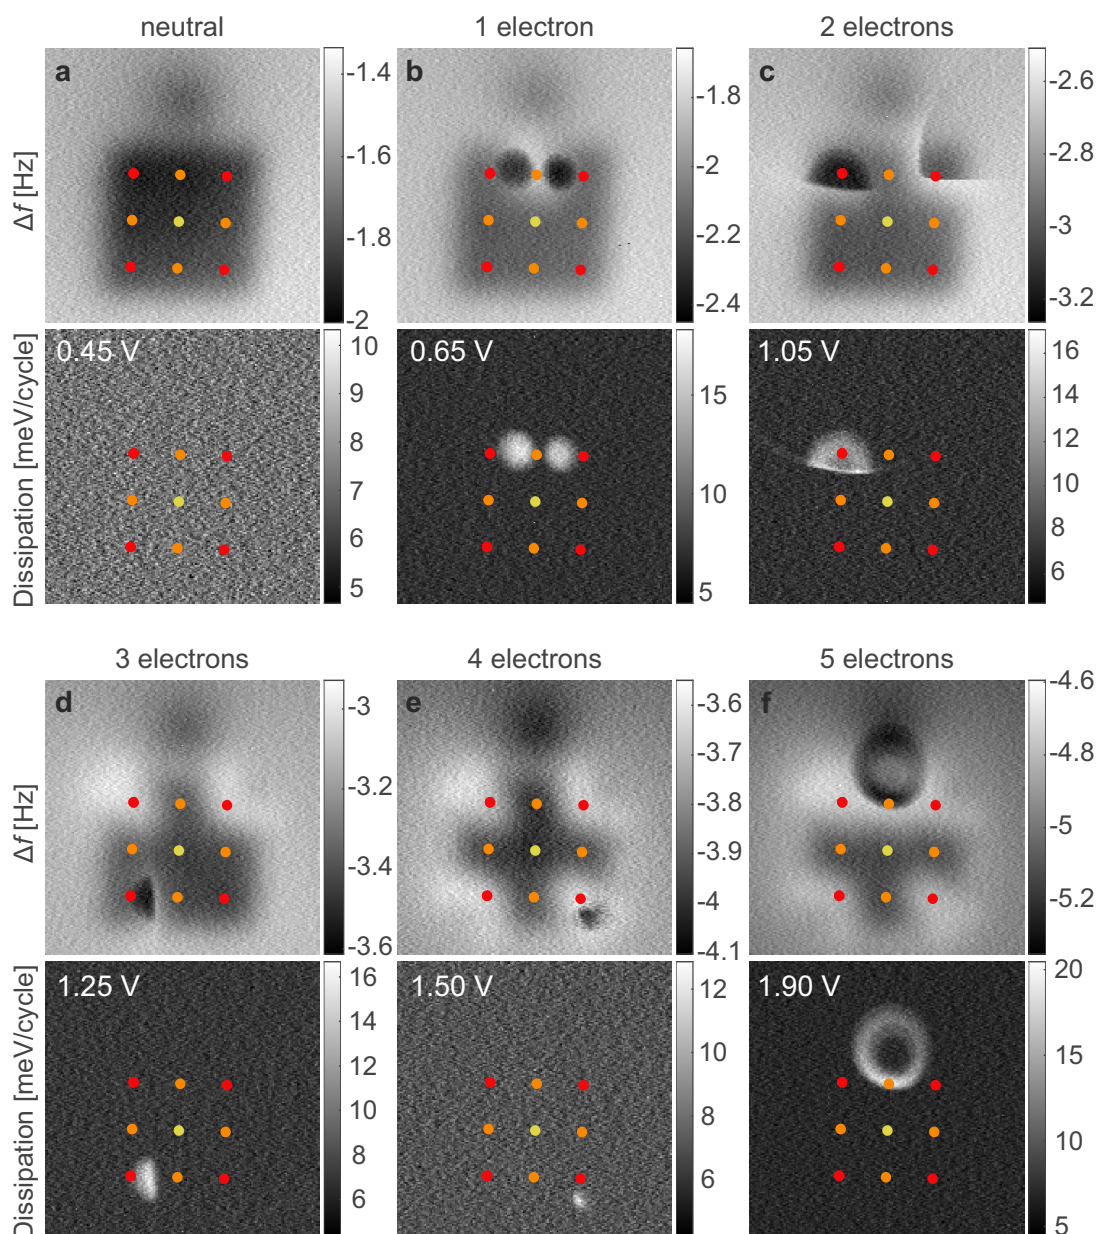 neutral
1 electron
2 electrons
a
b
c
Δf [Hz]
-1.4
-1.6
-1.8
-2
-1.8
-2
-2.2
-2.4
-2.6
-2.8
-3
-3.2
Dissipation [meV/cycle]
0.45 V
0.65 V
1.05 V
10
9
8
7
6
5
15
10
5
16
14
12
10
8
6
3 electrons
4 electrons
5 electrons
d
e
f
Δf [Hz]
-3
-3.2
-3.4
-3.6
-3.6
-3.7
-3.8
-3.9
-4
-4.1
-4.6
-4.8
-5
-5.2
Dissipation [meV/cycle]
1.25 V
1.50 V
1.90 V
16
14
12
10
8
6
12
10
8
6
20
15
10
5